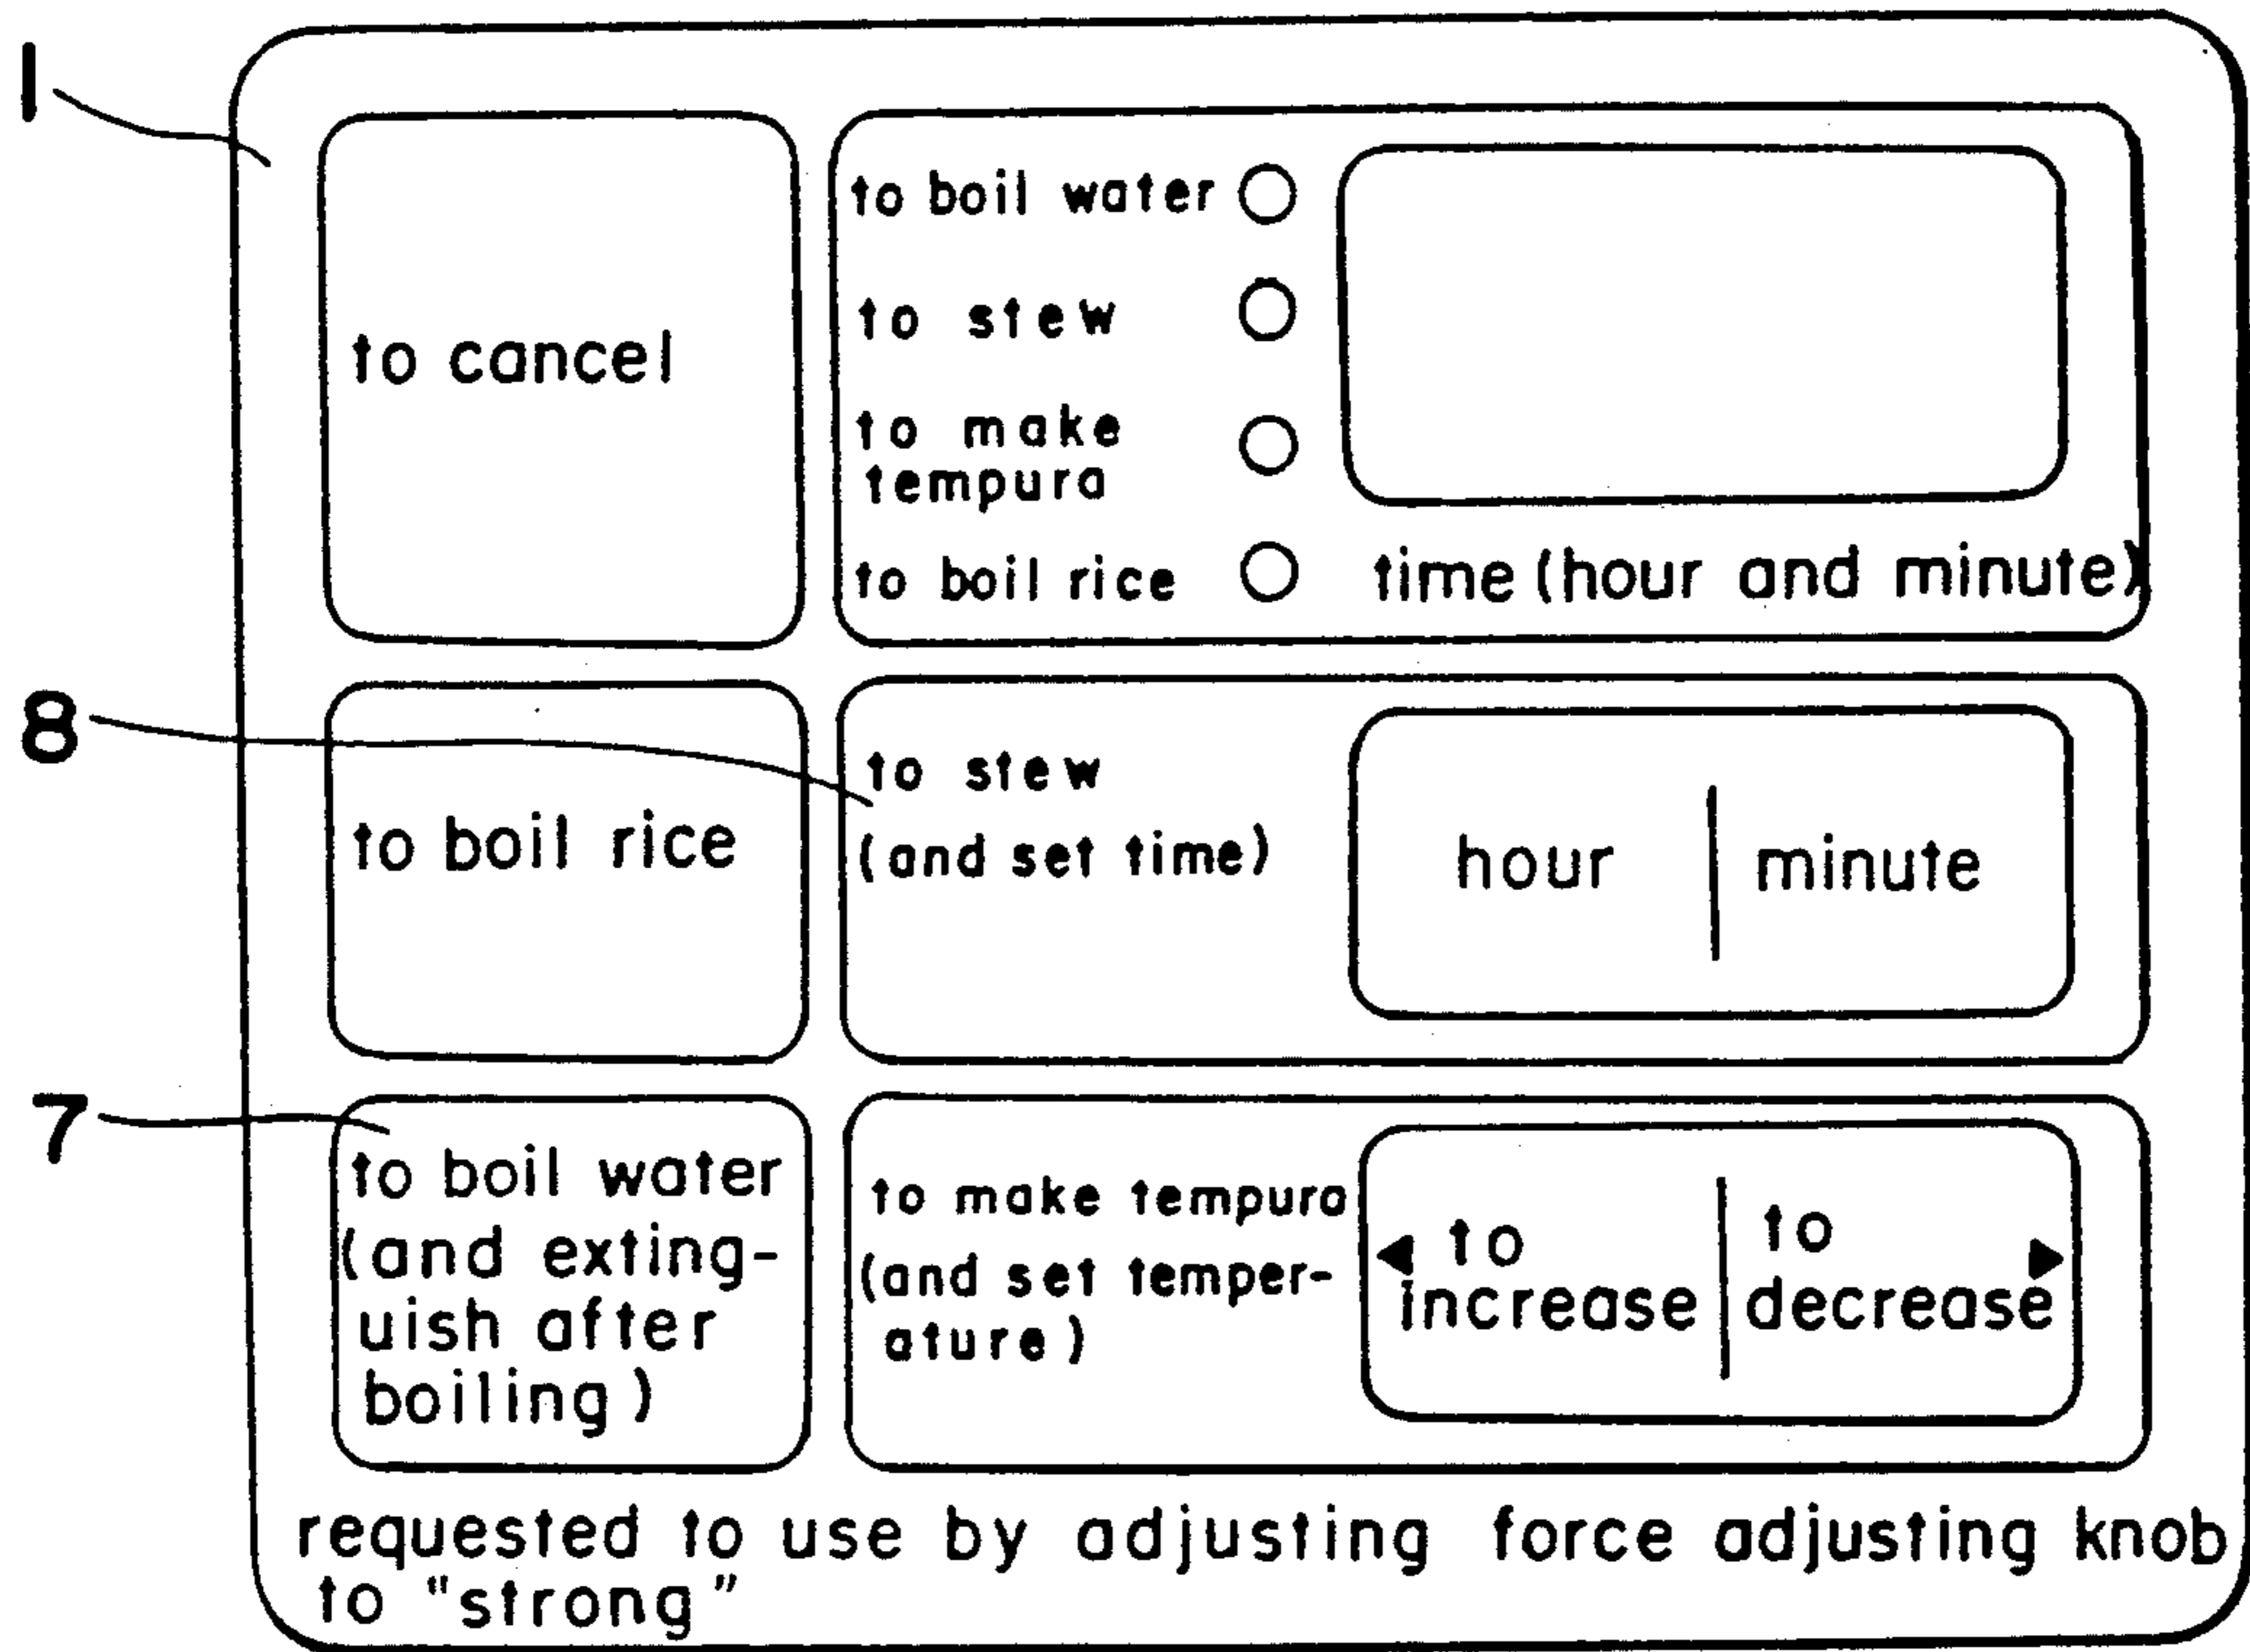 1
to cancel
to boil water
to stew
to make
tempura
to boil rice
time (hour and minute)
8
to boil rice
to stew
(and set time)
hour | minute
7
to boil water
(and exting-
uish after
boiling)
to make tempura
(and set temper-
ature)
◀ to
increase
to ▶
decrease
requested to use by adjusting force adjusting knob
to "strong"